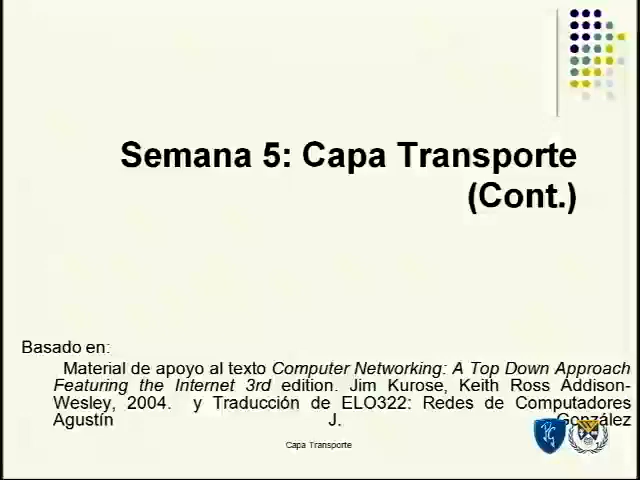 Semana 5: Capa Transporte
(Cont.)
Basado en:
Material de apoyo al texto Computer Networking: A Top Down Approach
Featuring the Internet 3rd edition. Jim Kurose, Keith Ross Addison-
Wesley, 2004. y Traducción de ELO322: Redes de Computadores
Agustín J. González
Capa Transporte